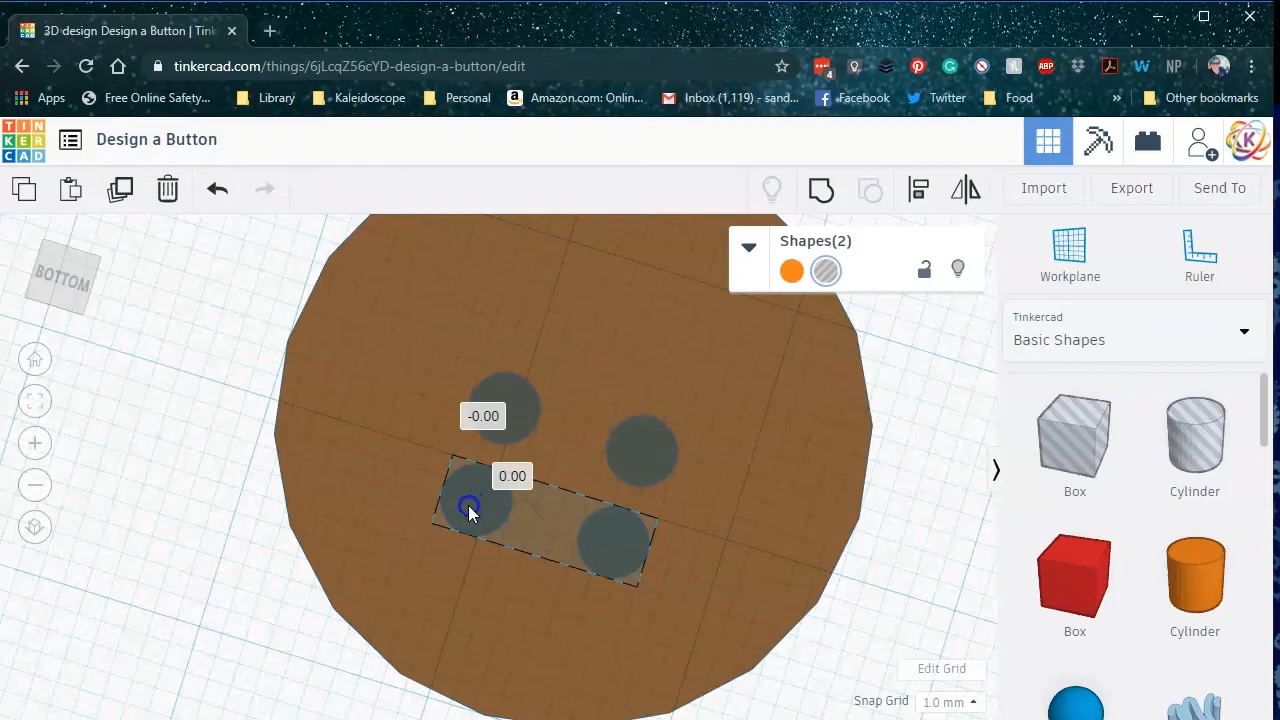 3D design Design a Button | Tink
tinkercad.com/things/6jLcqZ56cYD-design-a-button/edit
4
ABP
W
NP
Apps
Free Online Safety...
Library
Kaleidoscope
Personal
Amazon.com: Onlin...
Inbox (1,119) - sand...
Facebook
Twitter
Food
»
Other bookmarks
TIN
KER
CAD
Design a Button
K
Import
Export
Send To
BOTTOM
Shapes(2)
Workplane
Ruler
Tinkercad
Basic Shapes
-0.00
0.00
Box
Cylinder
Box
Cylinder
Edit Grid
Snap Grid
1.0 mm